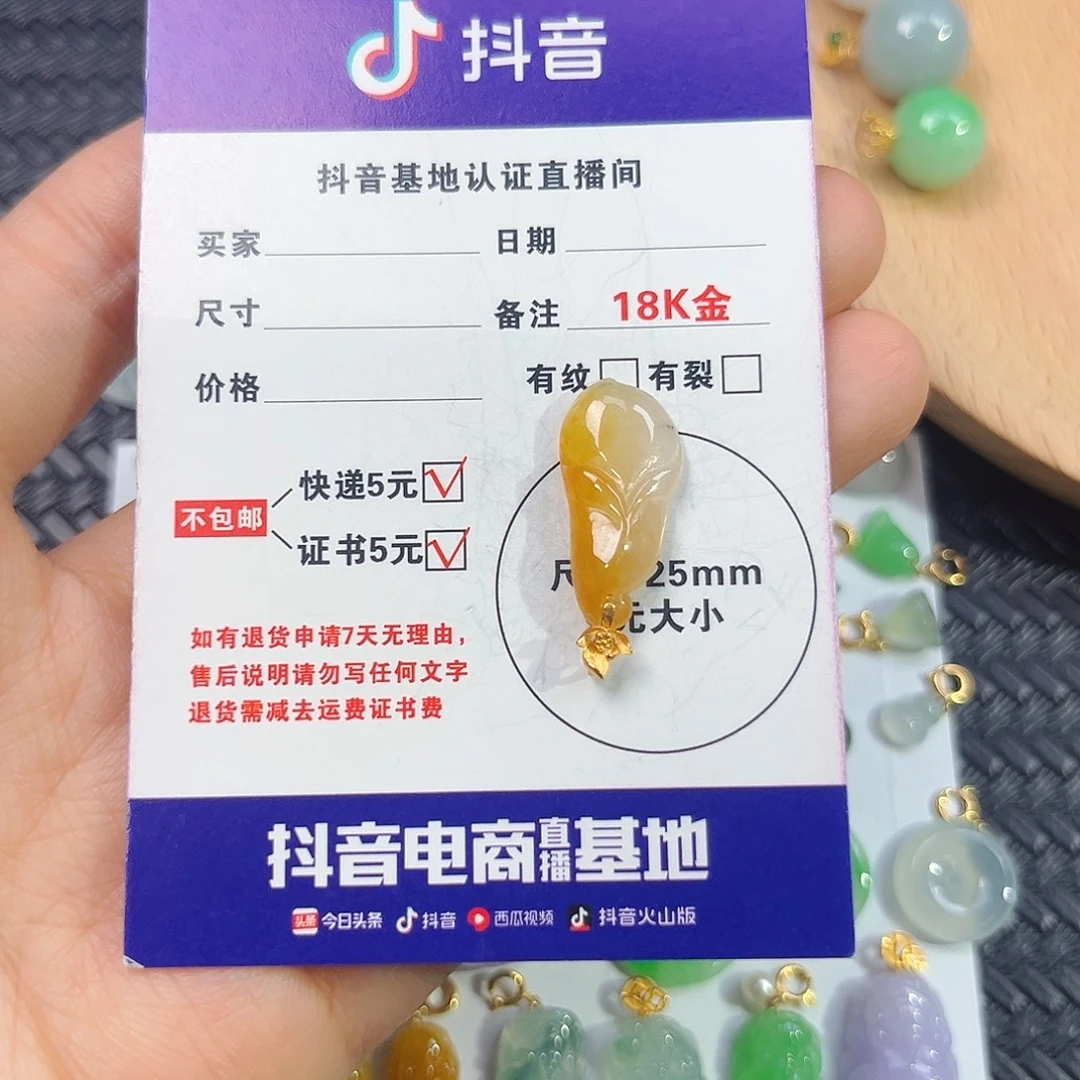 抖音
抖音基地认证直播间
买家 日期
尺寸 备注 18K金
价格 有纹 有裂
快递5元
不包邮
证书5元
尺 25mm
元大小
如有退货申请7天无理由，
售后说明请勿写任何文字
退货需减去运费证书费
抖音电商直播基地
头条 今日头条 抖音 西瓜视频 抖音火山版